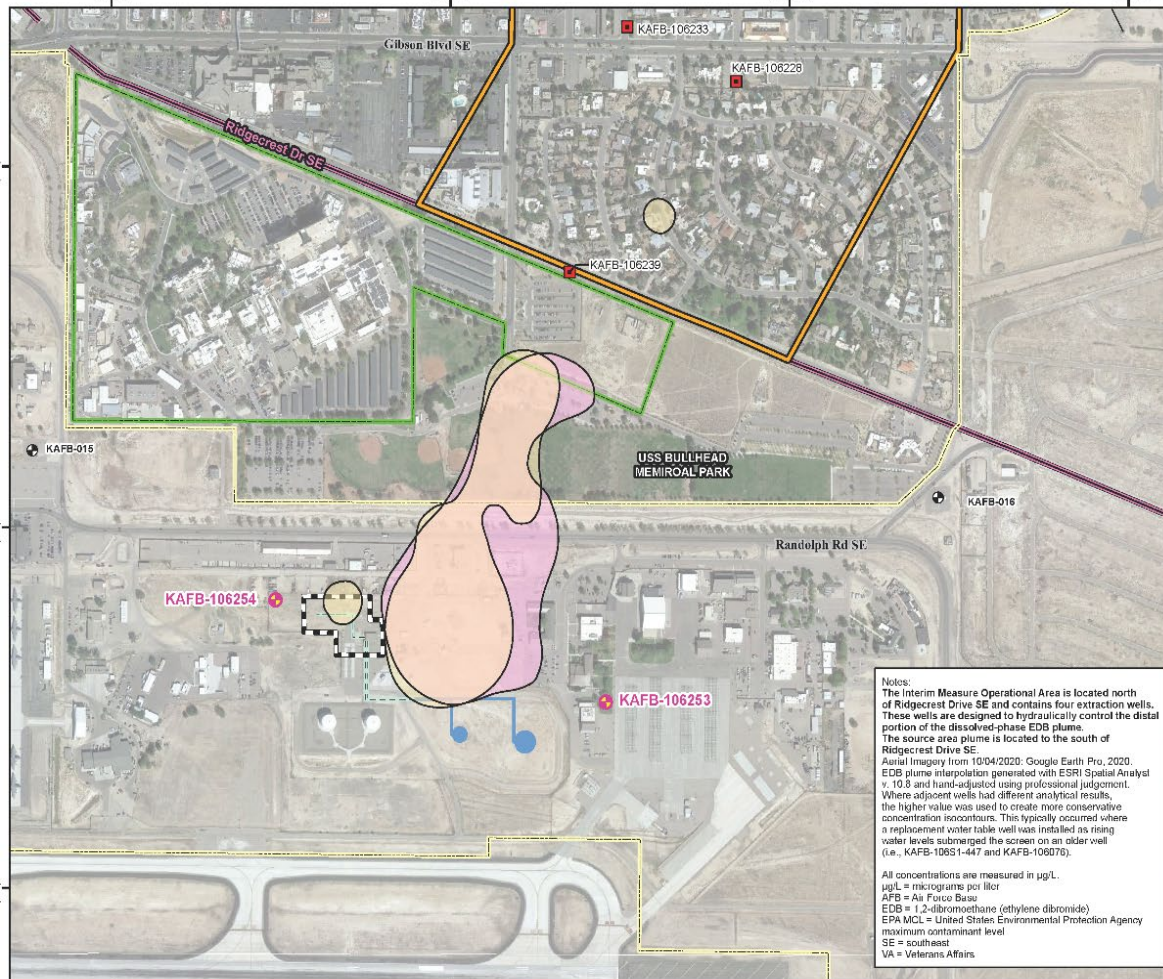 Gibson Blvd SE
KAFB-106233
KAFB-106228
Ridgecrest Dr SE
KAFB-106239
KAFB-015
USS BULLHEAD
MEMIROAL PARK
KAFB-016
Randolph Rd SE
KAFB-106254
KAFB-106253
Notes:
The Interim Measure Operational Area is located north
of Ridgecrest Drive SE and contains four extraction wells.
These wells are designed to hydraulically control the distal
portion of the dissolved-phase EDB plume.
The source area plume is located to the south of
Ridgecrest Drive SE.
Aerial Imagery from 10/04/2020: Google Earth Pro, 2020.
EDB plume interpolation generated with ESRI Spatial Analyst
v. 10.8 and hand-adjusted using professional judgement.
Where adjacent wells had different analytical results,
the higher value was used to create more conservative
concentration isocontours. This typically occurred where
a replacement water table well was installed as rising
water levels submerged the screen on an older well
(i.e., KAFB-106S1-447 and KAFB-106076).
All concentrations are measured in µg/L.
µg/L = micrograms per liter
AFB = Air Force Base
EDB = 1,2-dibromoethane (ethylene dibromide)
EPA MCL = United States Environmental Protection Agency
maximum contaminant level
SE = southeast
VA = Veterans Affairs